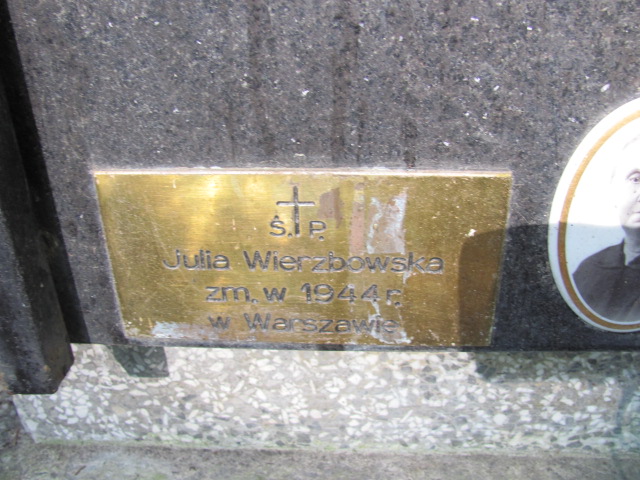 Ś. P.
Julia Wierzbowska
zm. w 1944 r.
w Warszawie